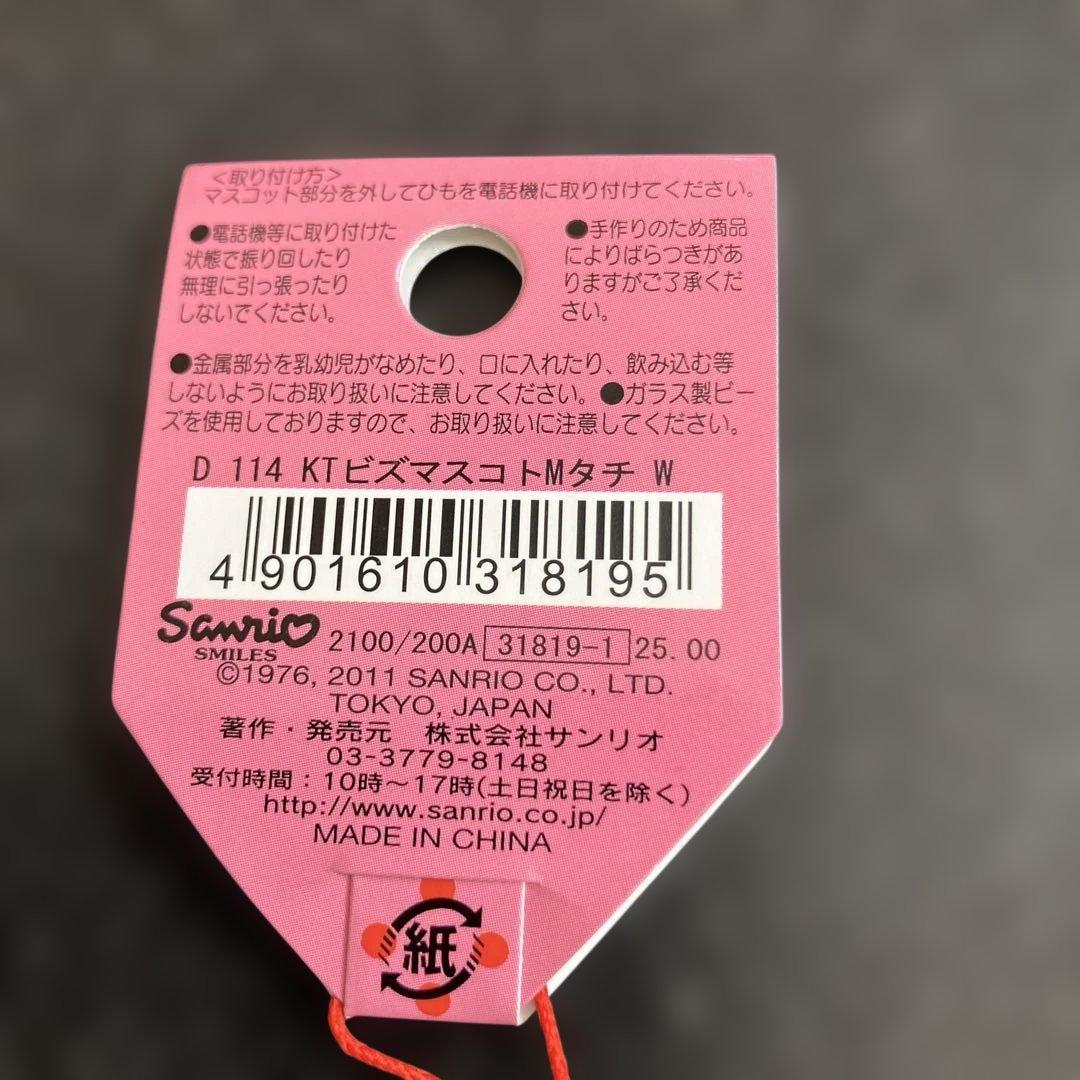 <取り付け方>
マスコット部分を外してひもを電話機に取り付けてください。
●電話機等に取り付けた
状態で振り回したり
無理に引っ張ったり
しないでください。
●手作りのため商品
によりばらつきがあ
りますがご了承くだ
さい。
●金属部分を乳幼児がなめたり、口に入れたり、飲み込む等
しないようにお取り扱いに注意してください。●ガラス製ビー
ズを使用しておりますので、お取り扱いに注意してください。
D 114 KTビズマスコトMタチ W
4 901610 318195
Sanrio
SMILES
2100/200A 31819-1 25.00
©1976, 2011 SANRIO CO., LTD.
TOKYO, JAPAN
著作・発売元 株式会社サンリオ
03-3779-8148
受付時間:10時〜17時(土日祝日を除く)
http://www.sanrio.co.jp/
MADE IN CHINA
紙